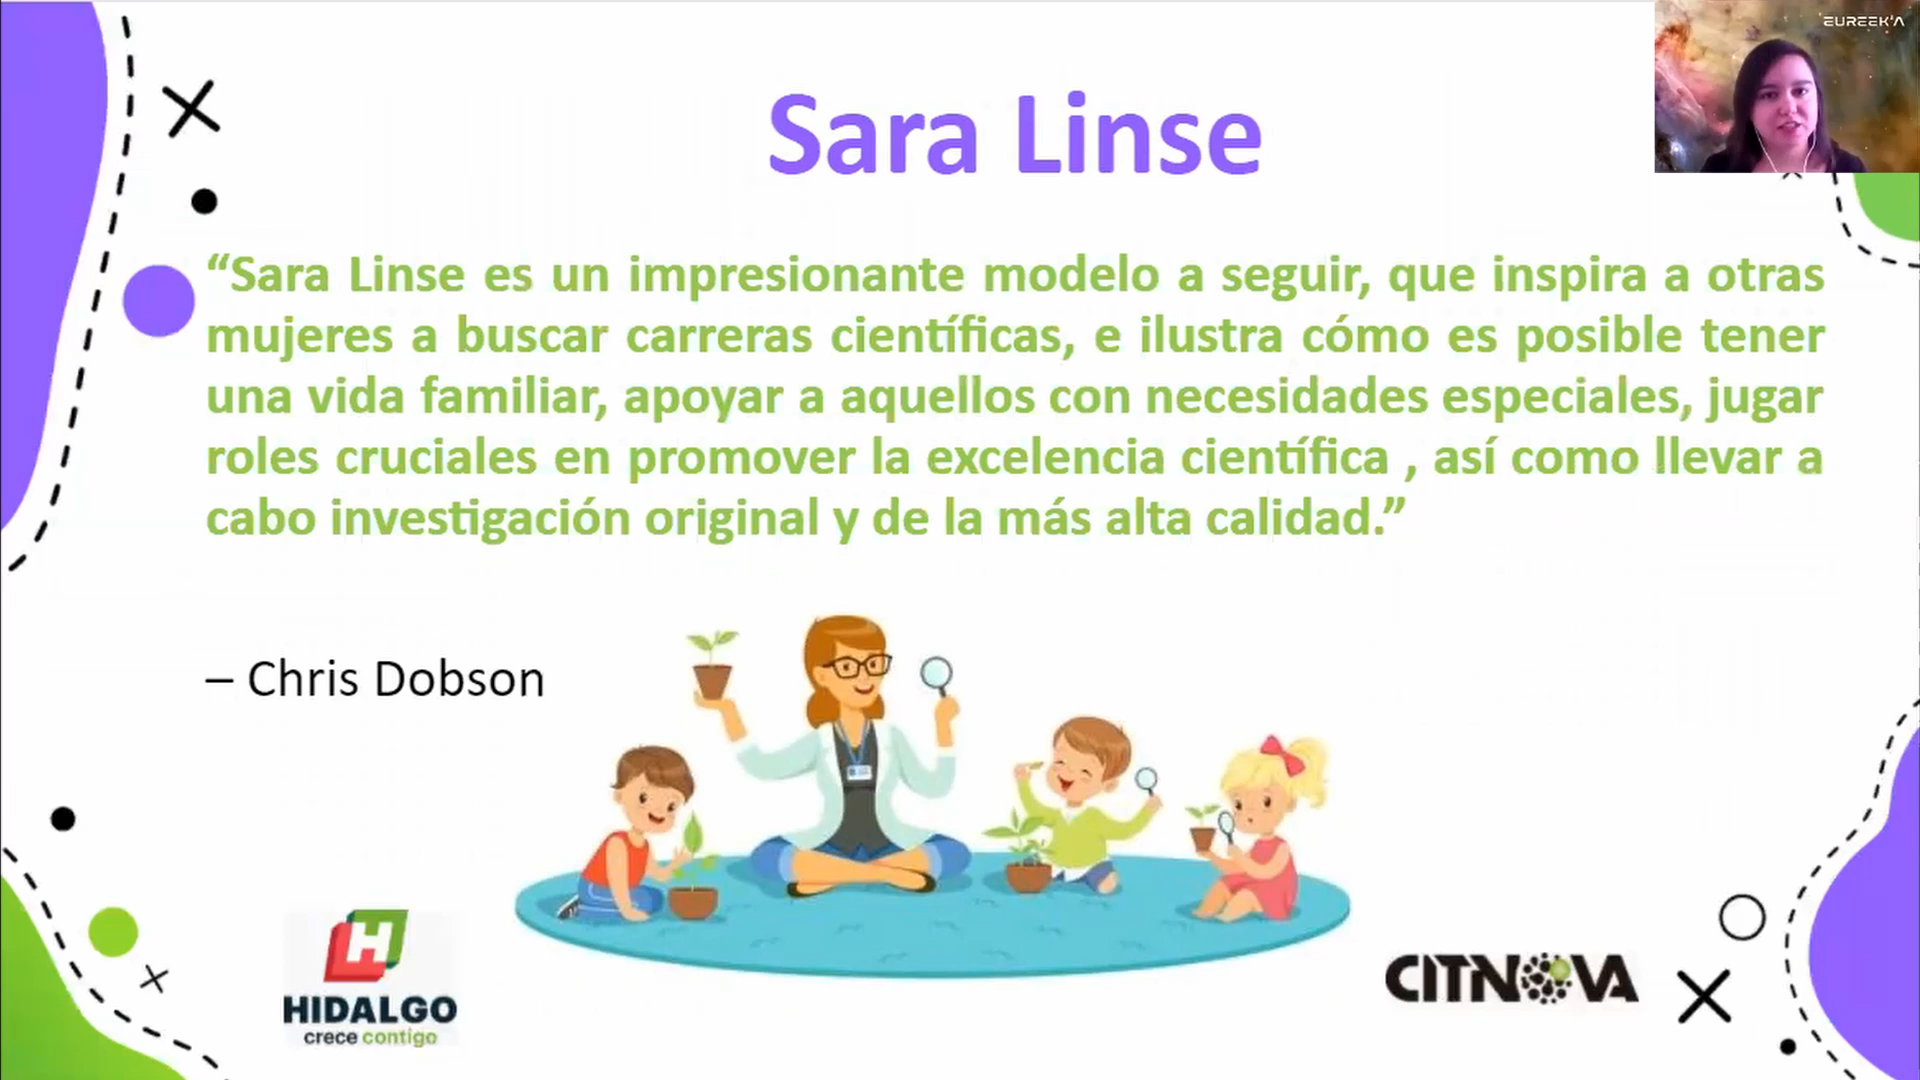 EUREEK'A
Sara Linse
“Sara Linse es un impresionante modelo a seguir, que inspira a otras
mujeres a buscar carreras científicas, e ilustra cómo es posible tener
una vida familiar, apoyar a aquellos con necesidades especiales, jugar
roles cruciales en promover la excelencia científica , así como llevar a
cabo investigación original y de la más alta calidad.”
– Chris Dobson
H
HIDALGO
crece contigo
CITNOVA